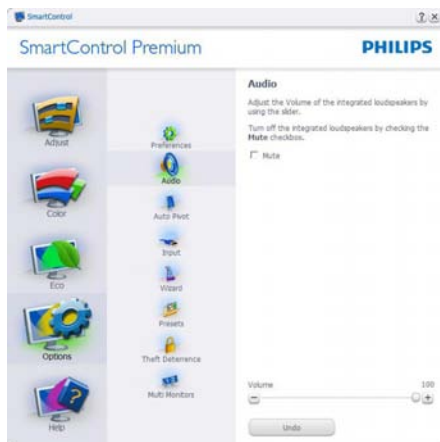 SmartControl
SmartControl Premium
PHILIPS
Adjust
Color
Eco
Options
Help
Preferences
Audio
Auto Pivot
Input
Wizard
Presets
Theft Deterrence
Multi Monitors
Audio
Adjust the Volume of the integrated loudspeakers by
using the slider.
Turn off the integrated loudspeakers by checking the
Mute checkbox.
Mute
Volume 100
Undo